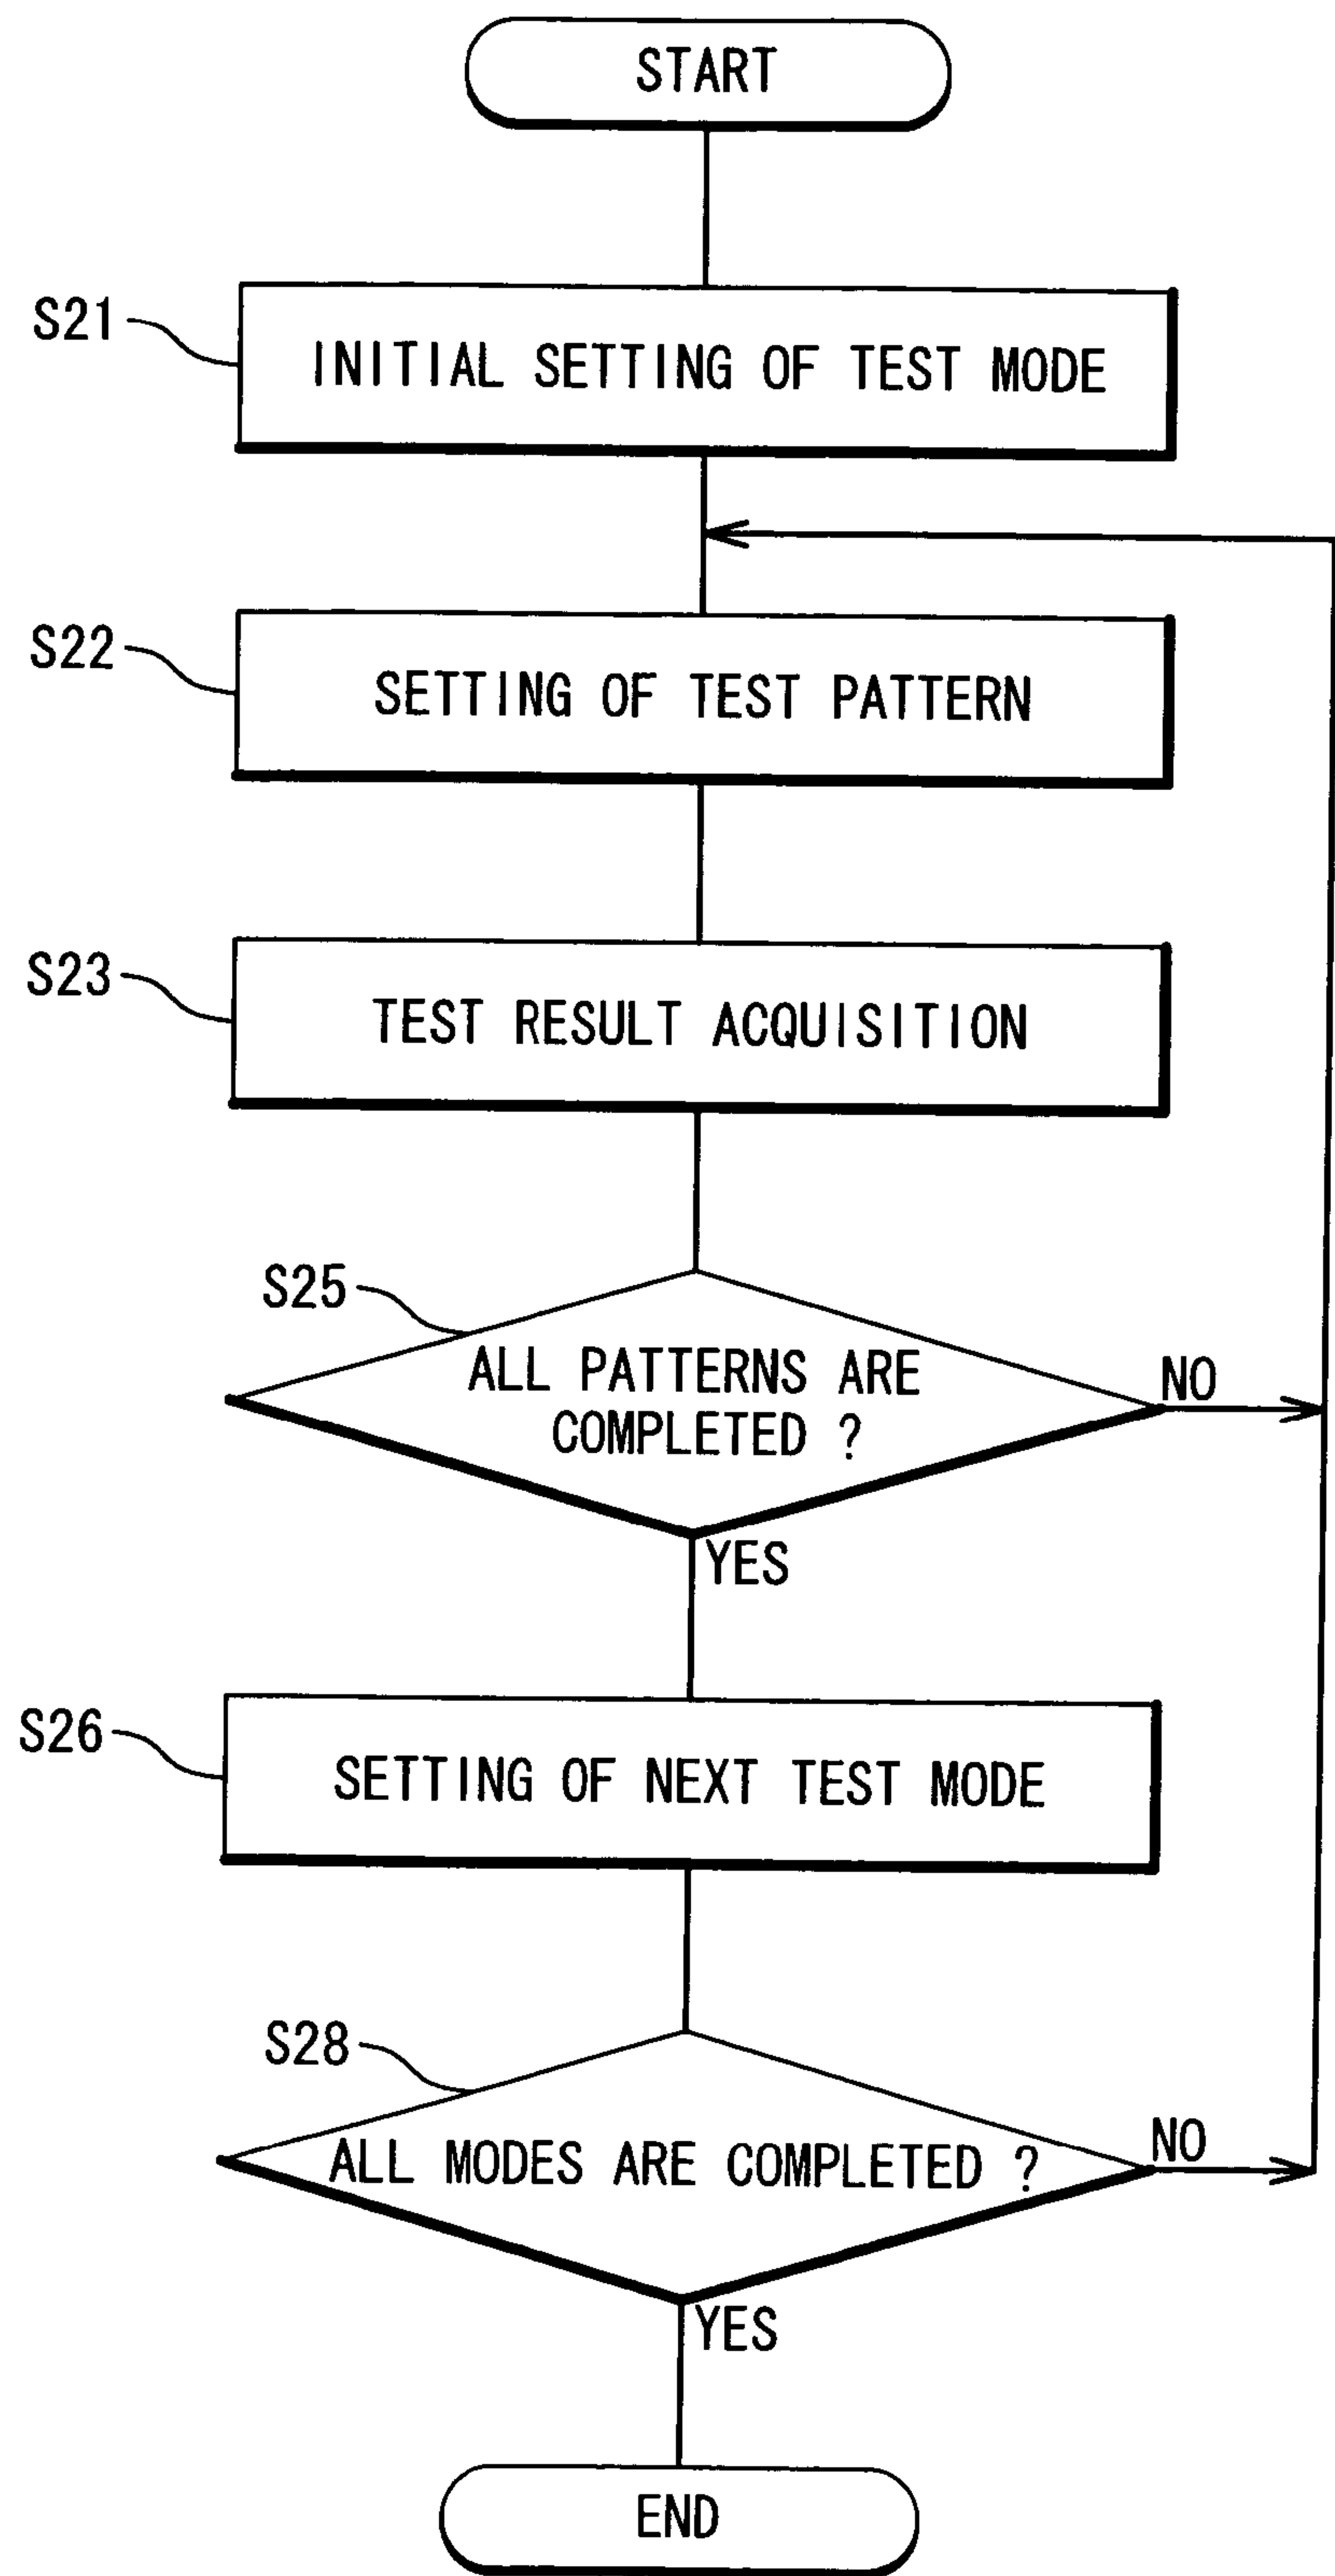 START
S21
INITIAL SETTING OF TEST MODE
S22
SETTING OF TEST PATTERN
S23
TEST RESULT ACQUISITION
S25
ALL PATTERNS ARE
COMPLETED ?
NO
YES
S26
SETTING OF NEXT TEST MODE
S28
ALL MODES ARE COMPLETED ?
NO
YES
END